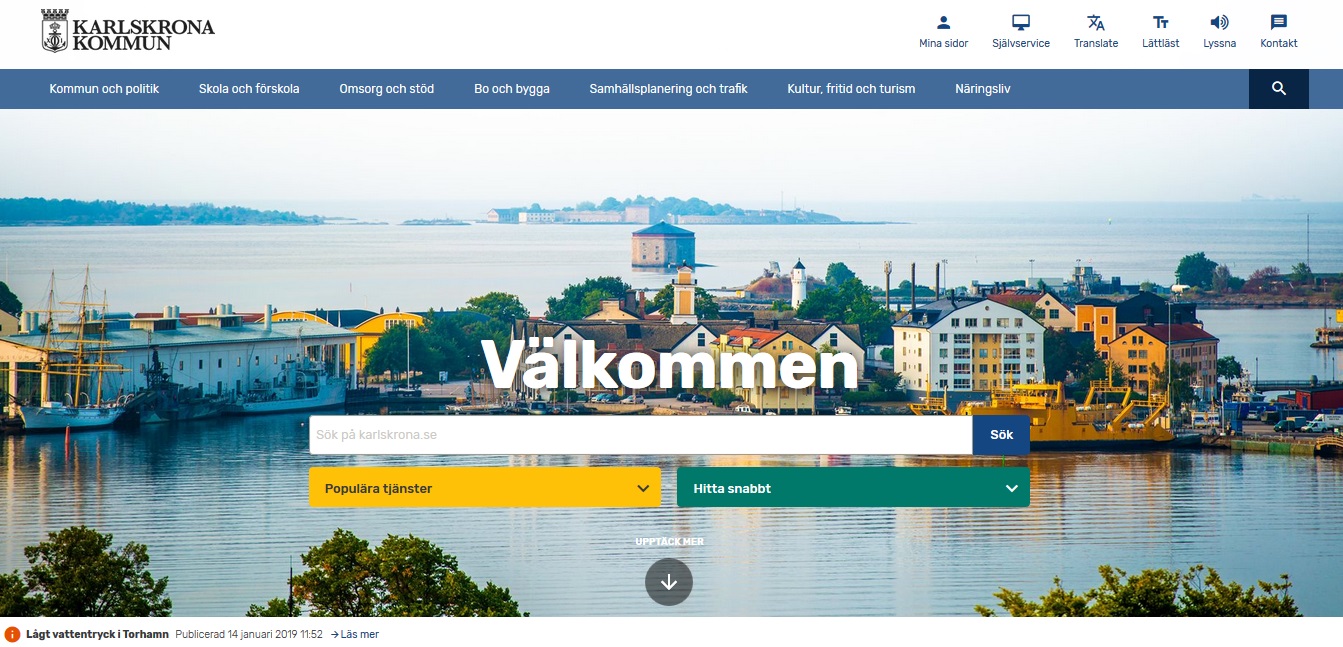 KARLSKRONA
KOMMUN
Mina sidor
Självservice
Translate
Lättläst
Lyssna
Kontakt
Kommun och politik
Skola och förskola
Omsorg och stöd
Bo och bygga
Samhällsplanering och trafik
Kultur, fritid och turism
Näringsliv
Välkommen
Sök på karlskrona.se
Sök
Populära tjänster
Hitta snabbt
UPPTÄCK MER
Lågt vattentryck i Torhamn Publicerad 14 januari 2019 11:52 →Läs mer